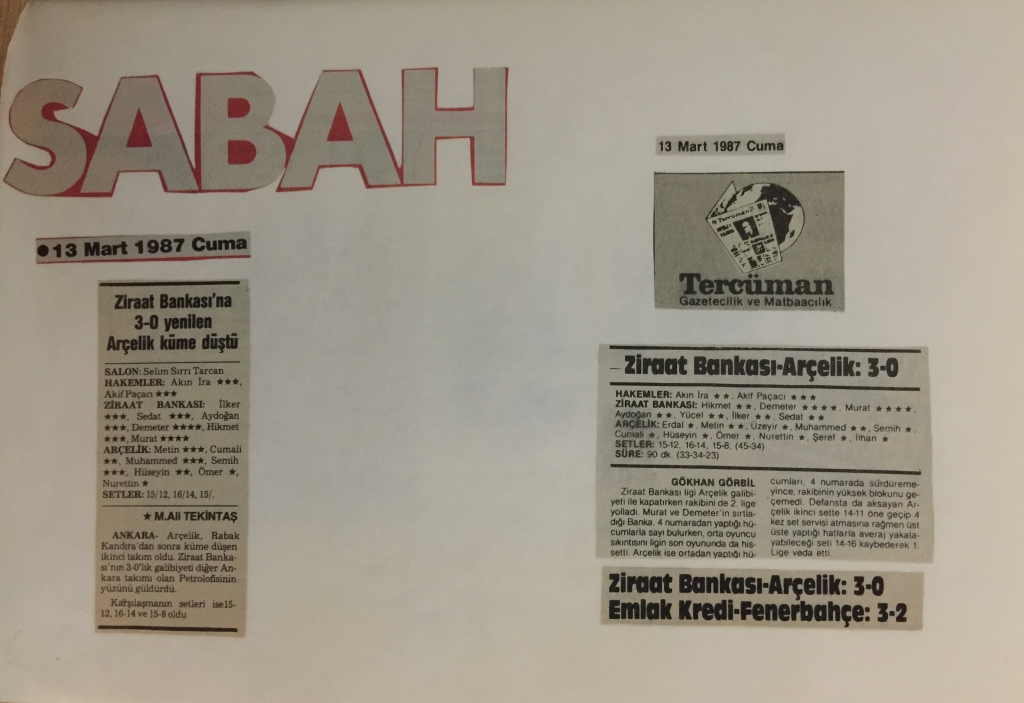 SABAH
●13 Mart 1987 Cuma
Ziraat Bankası'na
3-0 yenilen
Arçelik küme düştü
SALON: Selim Sırrı Tarcan
HAKEMLER: Akın İra ★★★,
Akif Paçacı ★★★
ZİRAAT BANKASI: İlker
★★★, Sedat ★★★, Aydoğan
★★★, Demeter ★★★★, Hikmet
★★★, Murat ★★★★
ARÇELİK: Metin ★★★, Cumali
★★, Muhammed ★★★, Semih
★★★, Hüseyin ★★, Ömer ★,
Nurettin ★
SETLER: 15/12, 16/14, 15/.
★ M.Ali TEKİNTAŞ
ANKARA- Arçelik, Rabak
Kandıra'dan sonra küme düşen
ikinci takım oldu. Ziraat Banka-
sı'nın 3-0'lık galibiyeti diğer An-
kara takımı olan Petrolofisinin
yüzünü güldürdü.
Karşılaşmanın setleri ise15-
12, 16-14 ve 15-8 oldu
13 Mart 1987 Cuma
Tercüman
Tercüman
Gazetecilik ve Matbaacılık
Ziraat Bankası-Arçelik: 3-0
HAKEMLER: Akın İra ★★, Akif Paçacı ★★★
ZİRAAT BANKASI: Hikmet ★★, Demeter ★★★★, Murat ★★★★,
Aydoğan ★★, Yücel ★★, İlker ★★, Sedat ★★
ARÇELİK: Erdal ★, Metin ★★, Üzeyir ★, Muhammed ★★, Semih ★,
Cumali ★, Hüseyin ★, Ömer ★, Nurettin ★, Şeref ★, İlhan ★
SETLER: 15-12, 16-14, 15-8, (45-34)
SÜRE: 90 dk. (33-34-23)
GÖKHAN GÖRBİL
Ziraat Bankası ligi Arçelik galibi-
yeti ile kapatırken rakibini de 2. lige
yolladı. Murat ve Demeter'in sırtla-
dığı Banka, 4 numaradan yaptığı hü-
cumlarla sayı bulurken, orta oyuncu
sıkıntısını ligin son oyununda da his-
setti. Arçelik ise ortadan yaptığı hü-
cumları, 4 numarada sürdüreme-
yince, rakibinin yüksek blokunu ge-
çemedi. Defansta da aksayan Ar-
çelik ikinci sette 14-11 öne geçip 4
kez set servisi atmasına rağmen üst
üste yaptığı hatlarla averaj yakala-
yabileceği seti 14-16 kaybederek 1.
Lige veda etti.
Ziraat Bankası-Arçelik: 3-0
Emlak Kredi-Fenerbahçe: 3-2